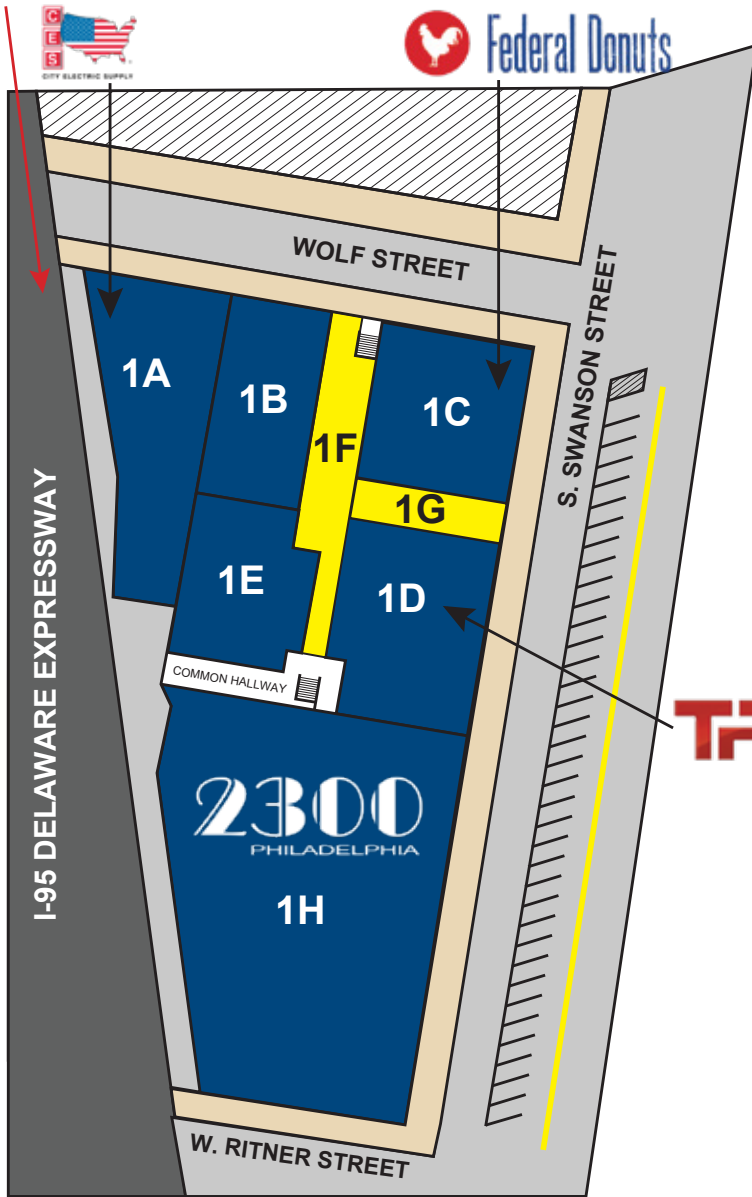 CES
CITY ELECTRIC SUPPLY
Federal Donuts
WOLF STREET
S. SWANSON STREET
1A
1B
1C
1F
1G
1E
1D
COMMON HALLWAY
I-95 DELAWARE EXPRESSWAY
2300
PHILADELPHIA
1H
W. RITNER STREET